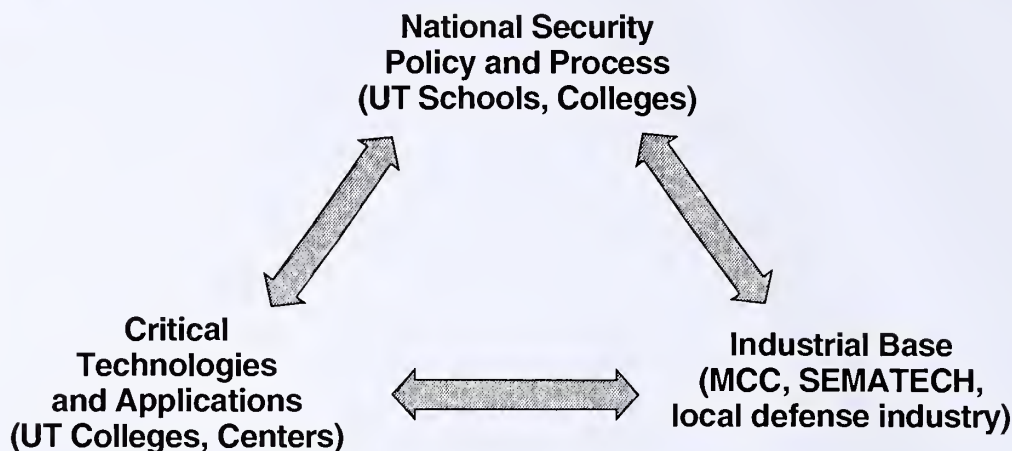 National Security
Policy and Process
(UT Schools, Colleges)
Critical
Technologies
and Applications
(UT Colleges, Centers)
Industrial Base
(MCC, SEMATECH,
local defense industry)